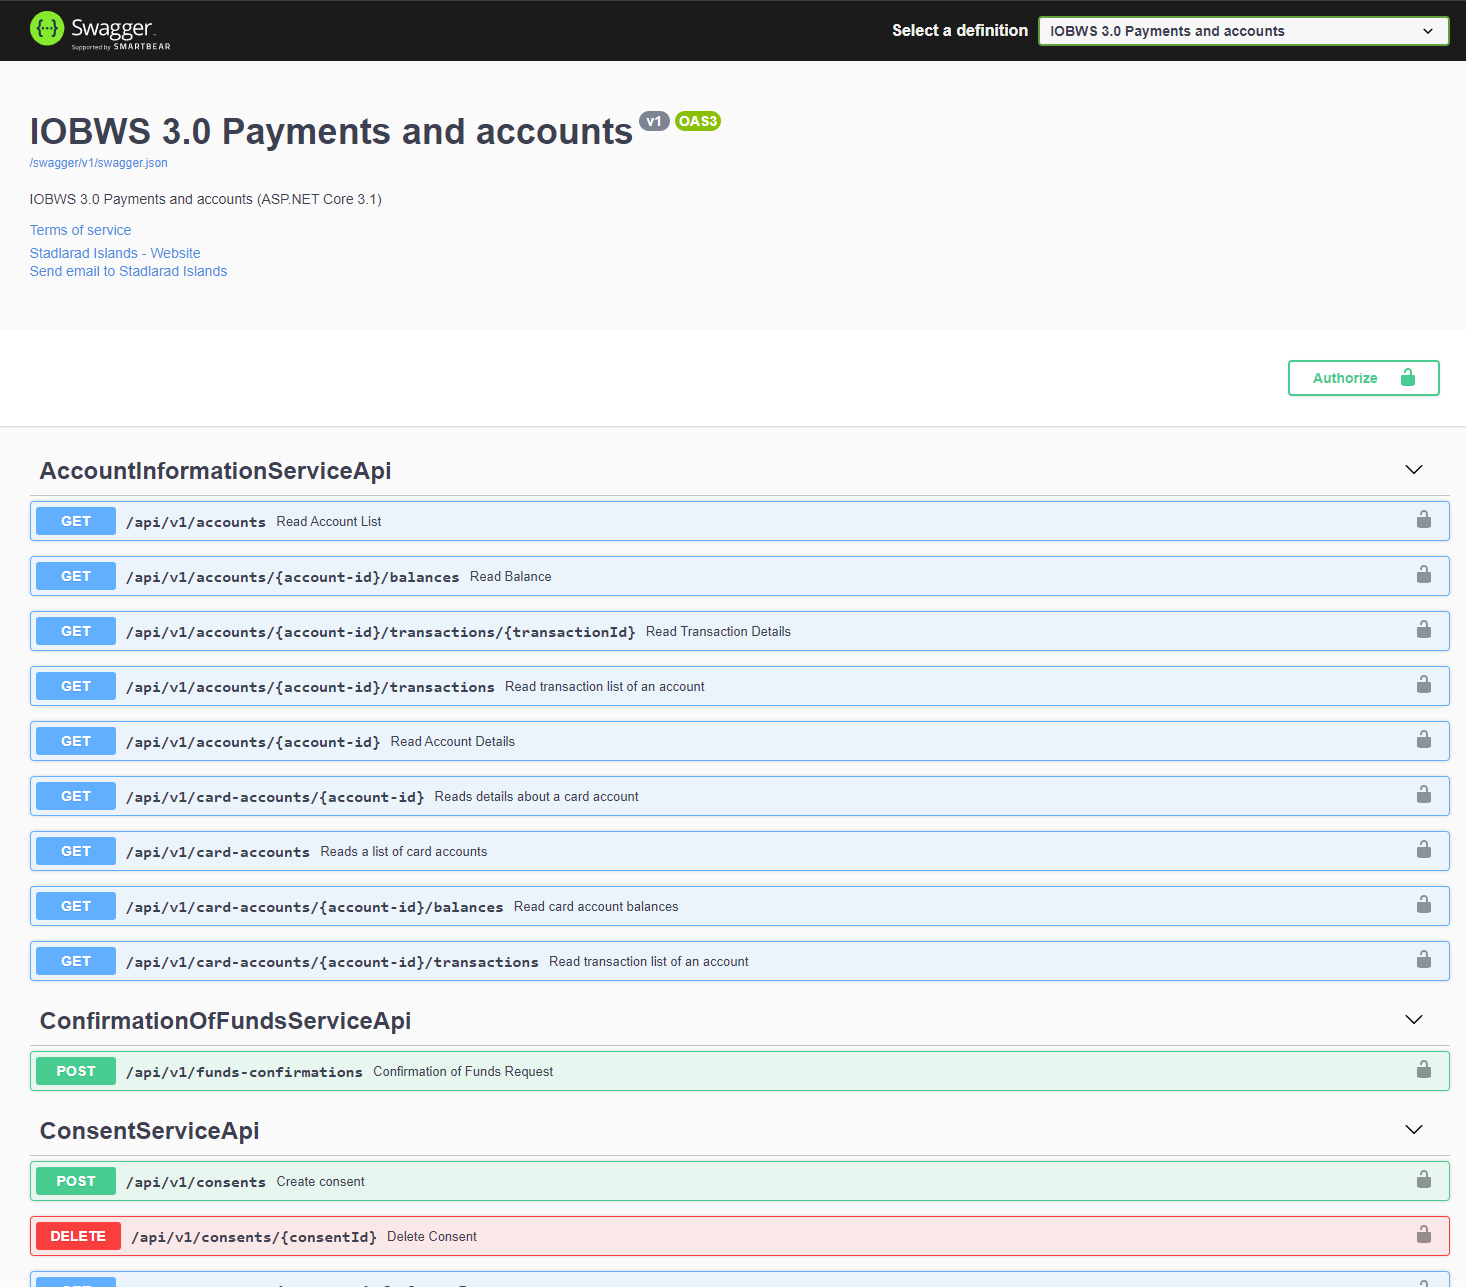 Swagger
Supported by SMARTBEAR
Select a definition
IOBWS 3.0 Payments and accounts
IOBWS 3.0 Payments and accounts v1 OAS3
/swagger/v1/swagger.json
IOBWS 3.0 Payments and accounts (ASP.NET Core 3.1)
Terms of service
Stadlarad Islands - Website
Send email to Stadlarad Islands
Authorize
AccountInformationServiceApi
GET /api/v1/accounts Read Account List
GET /api/v1/accounts/{account-id}/balances Read Balance
GET /api/v1/accounts/{account-id}/transactions/{transactionId} Read Transaction Details
GET /api/v1/accounts/{account-id}/transactions Read transaction list of an account
GET /api/v1/accounts/{account-id} Read Account Details
GET /api/v1/card-accounts/{account-id} Reads details about a card account
GET /api/v1/card-accounts Reads a list of card accounts
GET /api/v1/card-accounts/{account-id}/balances Read card account balances
GET /api/v1/card-accounts/{account-id}/transactions Read transaction list of an account
ConfirmationOfFundsServiceApi
POST /api/v1/funds-confirmations Confirmation of Funds Request
ConsentServiceApi
POST /api/v1/consents Create consent
DELETE /api/v1/consents/{consentId} Delete Consent